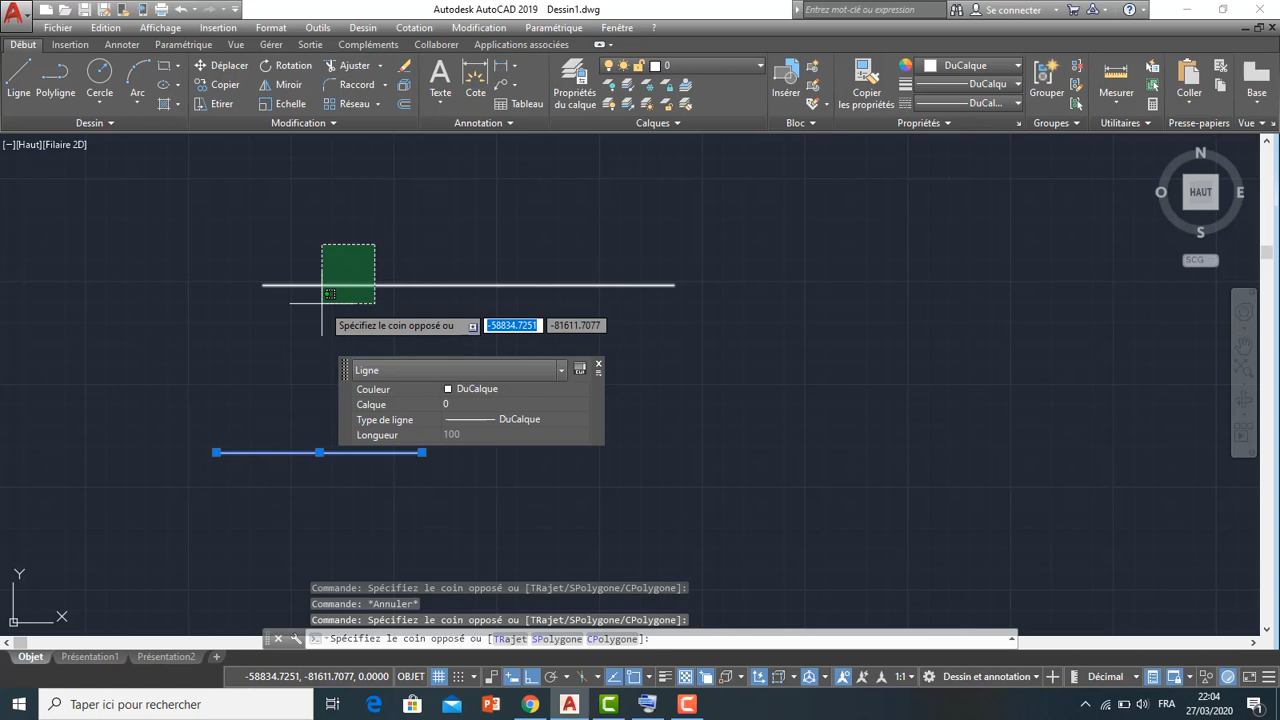 Autodesk AutoCAD 2019 Dessin1.dwg
Entrez mot-clé ou expression
Se connecter
Fichier Edition Affichage Insertion Format Outils Dessin Cotation Modification Paramétrique Fenêtre
Début Insertion Annoter Paramétrique Vue Gérer Sortie Compléments Collaborer Applications associées
Ligne Polyligne Cercle Arc
Déplacer Rotation Ajuster
Copier Miroir Raccord
Etirer Echelle Réseau
Texte Cote Tableau
Propriétés du calque
0
Insérer
Copier les propriétés
DuCalque
DuCalqu
DuCal...
Grouper
Mesurer
Coller
Base
Dessin Modification Annotation Calques Bloc Propriétés Groupes Utilitaires Presse-papiers Vue
[−][Haut][Filaire 2D]
N
O HAUT E
S
SCG
Spécifiez le coin opposé ou -58834.7251 -81611.7077
Ligne
CUI
Couleur DuCalque
Calque 0
Type de ligne DuCalque
Longueur 100
Y
X
Commande: Spécifiez le coin opposé ou [TRajet/SPolygone/CPolygone]:
Commande: *Annuler*
Commande: Spécifiez le coin opposé ou [TRajet/SPolygone/CPolygone]:
Spécifiez le coin opposé ou [TRajet SPolygone CPolygone]:
Objet Présentation1 Présentation2 +
-58834.7251, -81611.7077, 0.0000 OBJET 1:1 Dessin et annotation Décimal
Taper ici pour rechercher
FRA
22:04
27/03/2020